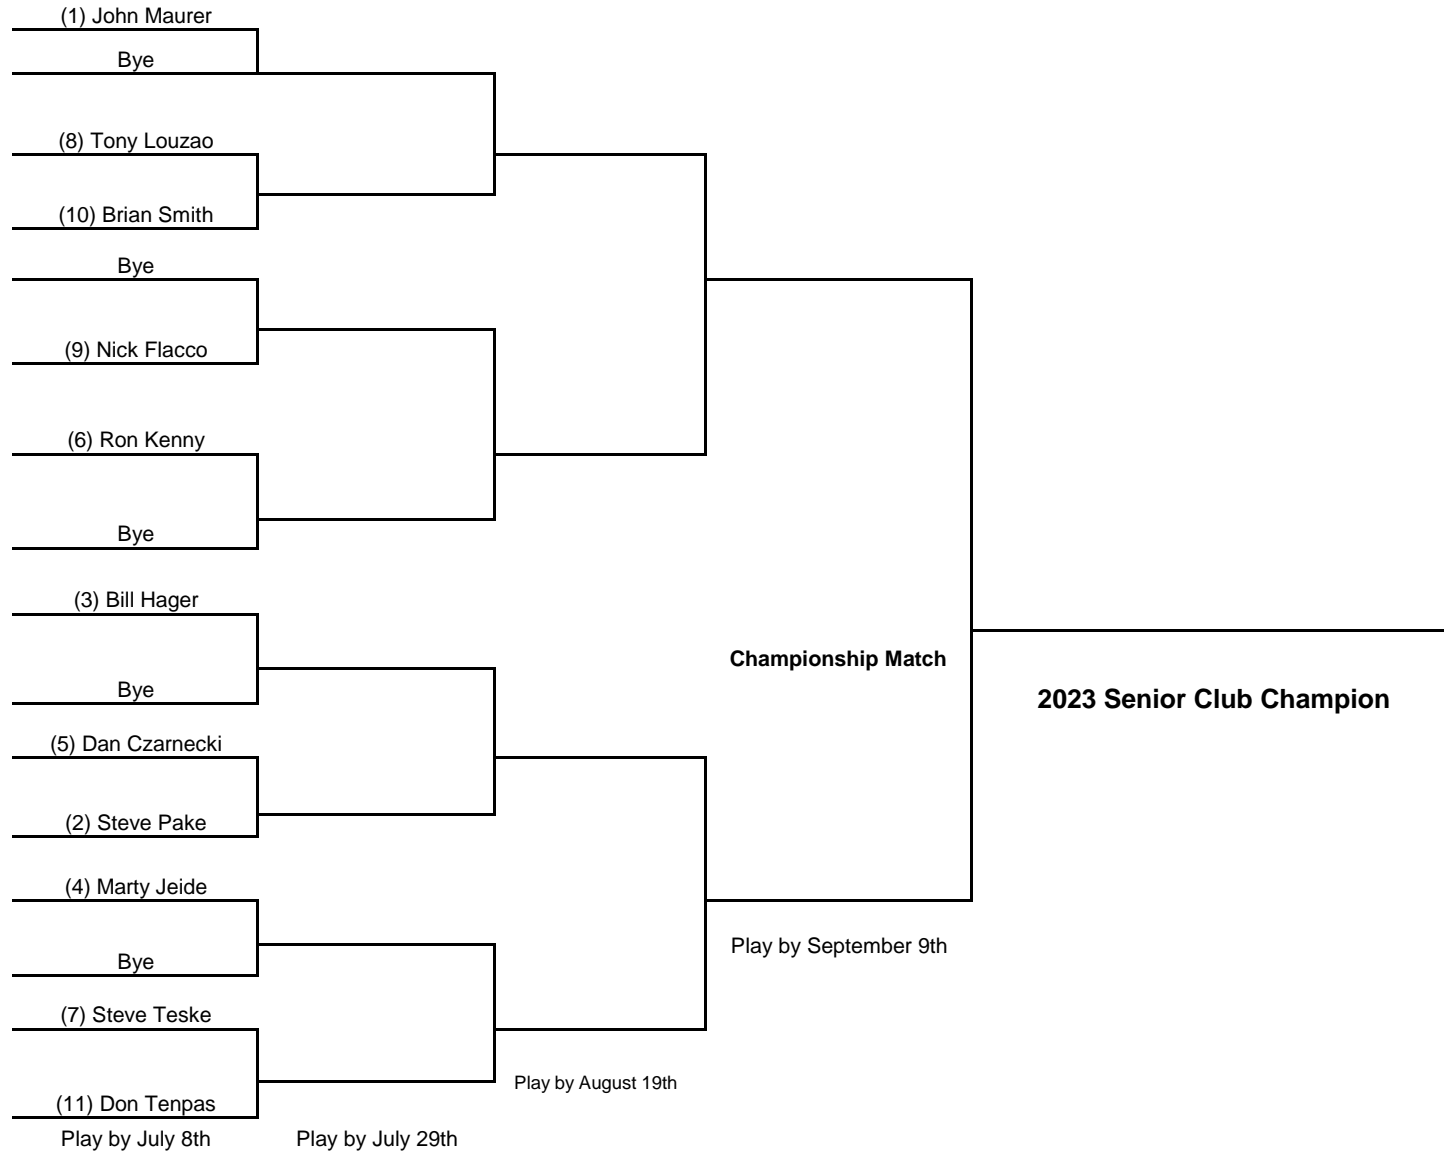 (1) John Maurer
Bye
(8) Tony Louzao
(10) Brian Smith
Bye
(9) Nick Flacco
(6) Ron Kenny
Bye
(3) Bill Hager
Championship Match
Bye
2023 Senior Club Champion
(5) Dan Czarnecki
(2) Steve Pake
(4) Marty Jeide
Play by September 9th
Bye
(7) Steve Teske
Play by August 19th
(11) Don Tenpas
Play by July 8th
Play by July 29th